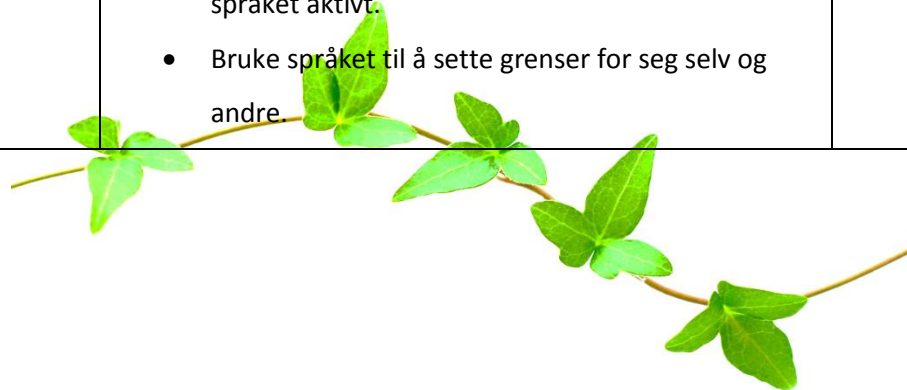 språket aktivt.
• Bruke språket til å sette grenser for seg selv og
andre.